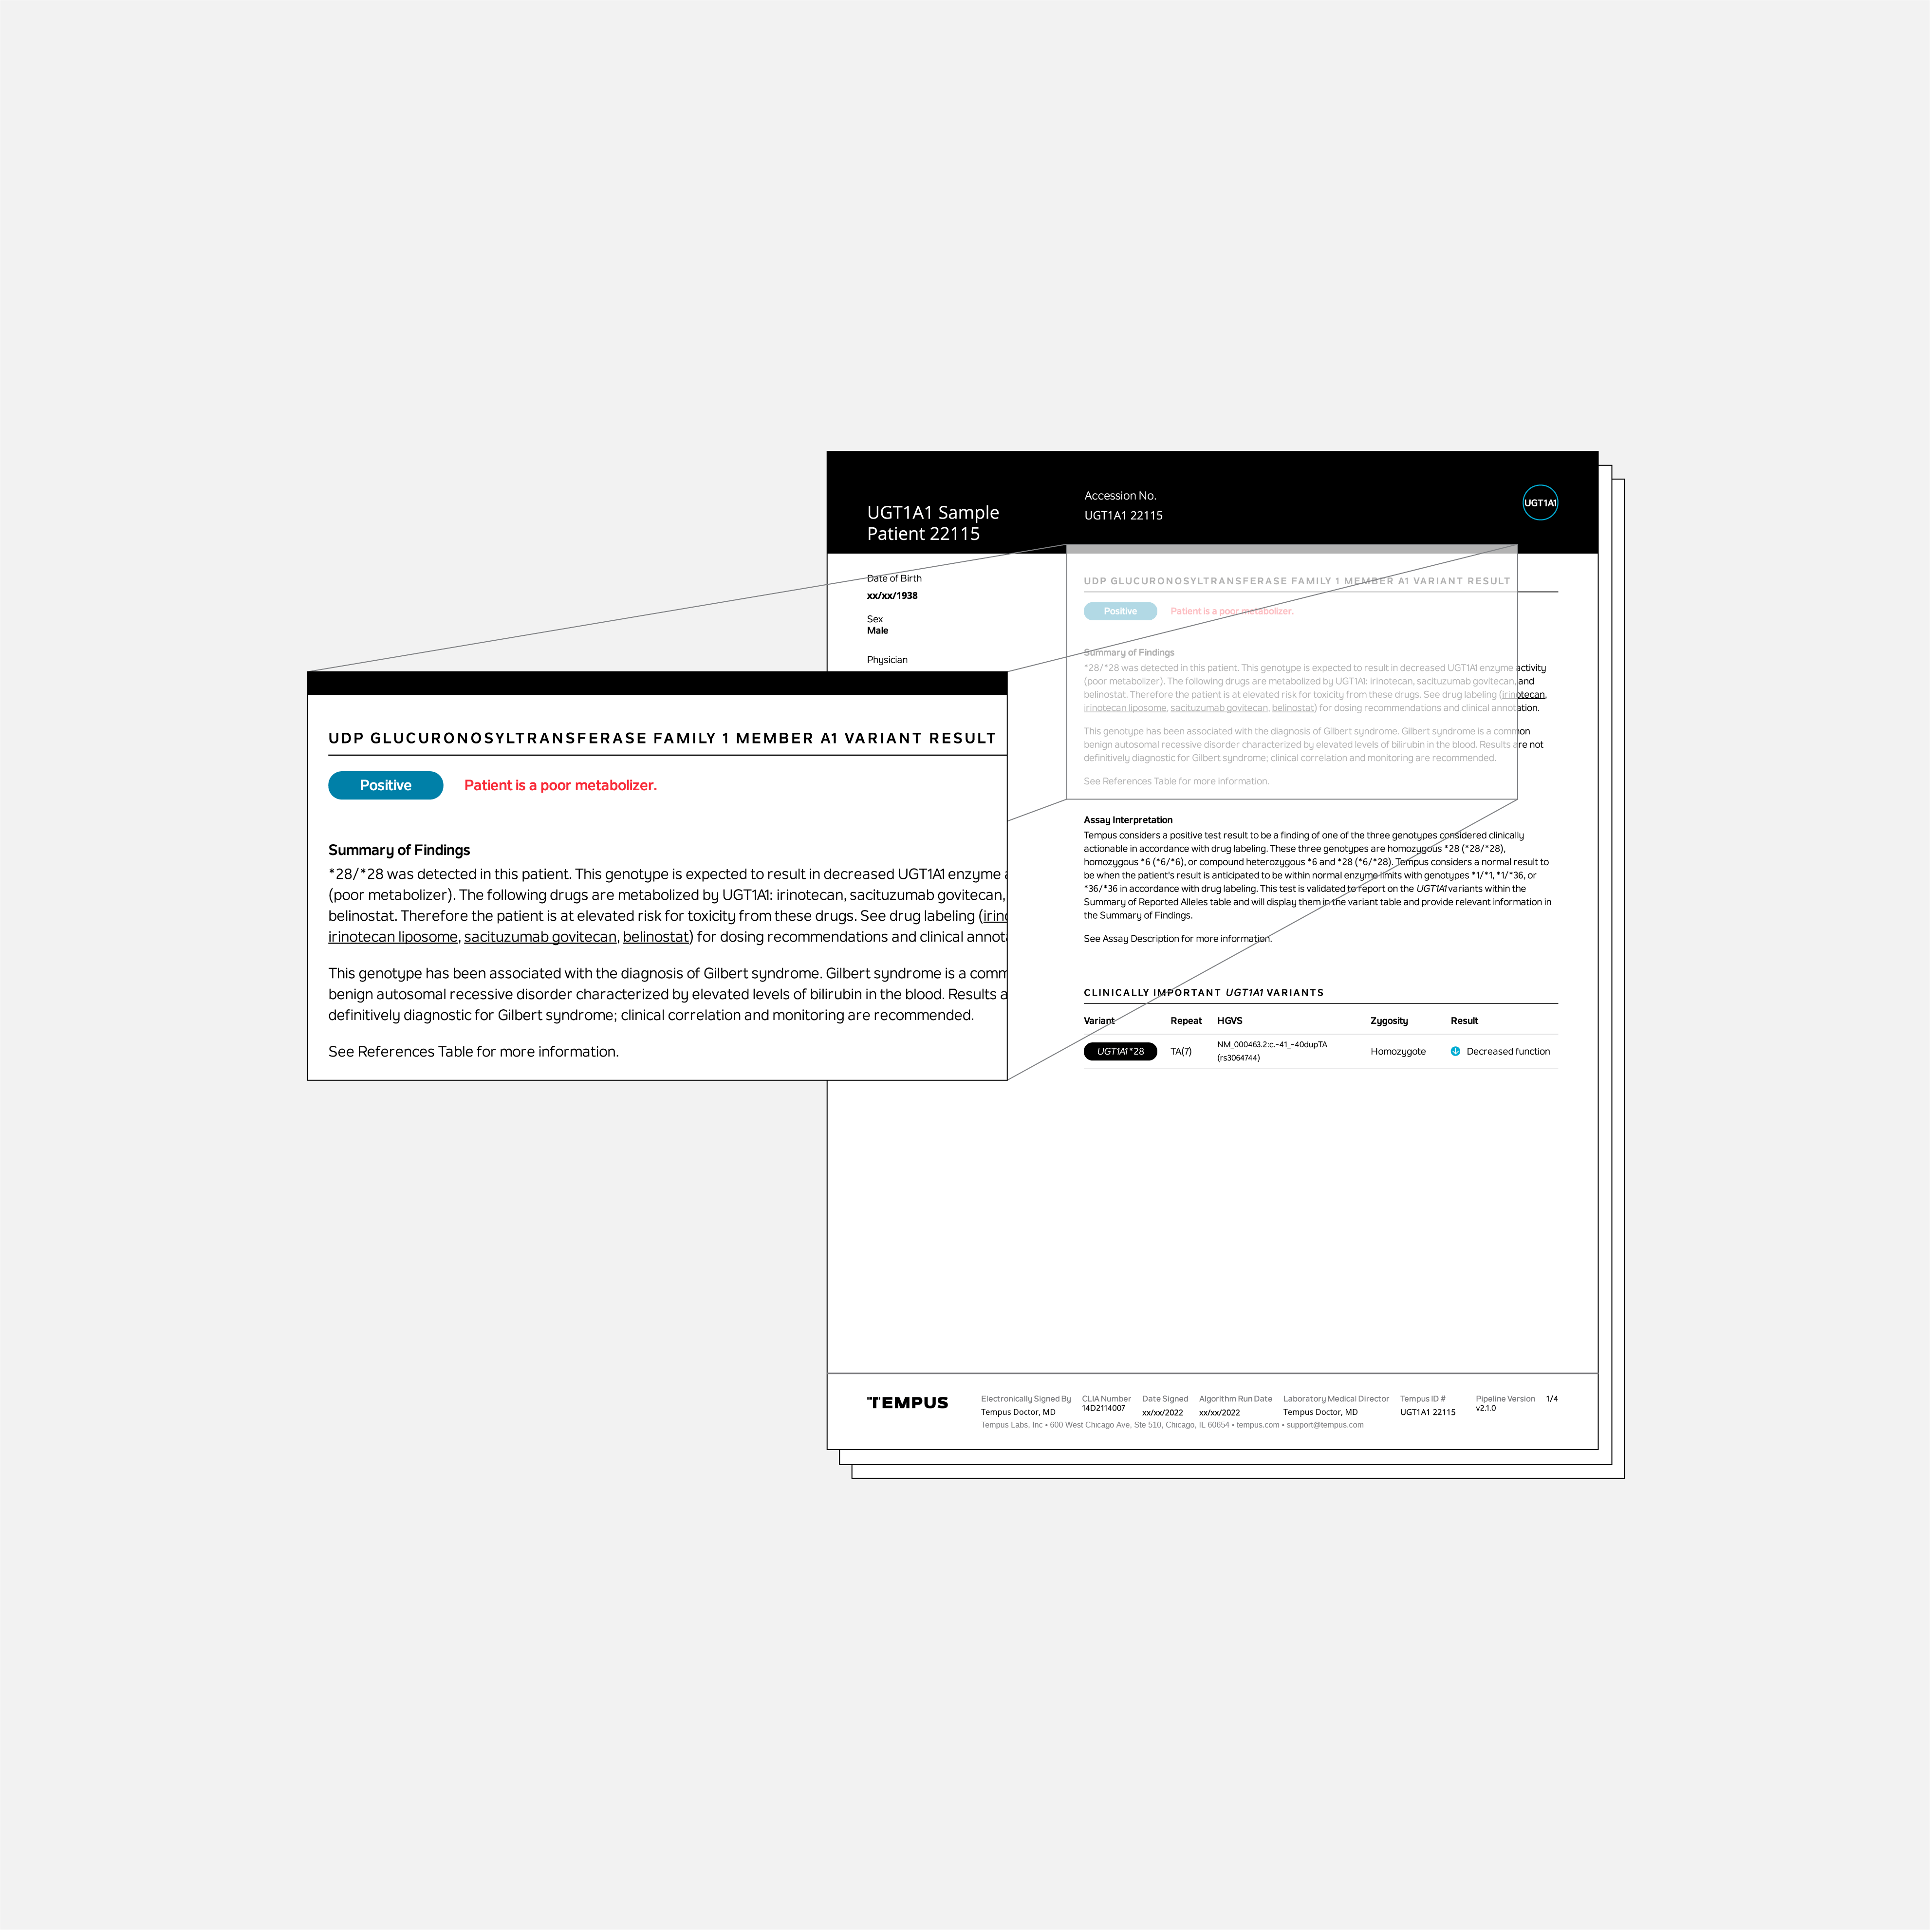 UGT1A1 Sample
Patient 22115
Accession No.
UGT1A1 22115
UGT1A1
Date of Birth
xx/xx/1938
Sex
Male
Physician
UDP GLUCURONOSYLTRANSFERASE FAMILY 1 MEMBER A1 VARIANT RESULT
Positive Patient is a poor metabolizer.
Summary of Findings
*28/*28 was detected in this patient. This genotype is expected to result in decreased UGT1A1 enzyme activity
(poor metabolizer). The following drugs are metabolized by UGT1A1: irinotecan, sacituzumab govitecan, and
belinostat. Therefore the patient is at elevated risk for toxicity from these drugs. See drug labeling (irinotecan,
irinotecan liposome, sacituzumab govitecan, belinostat) for dosing recommendations and clinical annotation.
This genotype has been associated with the diagnosis of Gilbert syndrome. Gilbert syndrome is a common
benign autosomal recessive disorder characterized by elevated levels of bilirubin in the blood. Results are not
definitively diagnostic for Gilbert syndrome; clinical correlation and monitoring are recommended.
See References Table for more information.
UDP GLUCURONOSYLTRANSFERASE FAMILY 1 MEMBER A1 VARIANT RESULT
Positive Patient is a poor metabolizer.
Summary of Findings
*28/*28 was detected in this patient. This genotype is expected to result in decreased UGT1A1 enzyme
(poor metabolizer). The following drugs are metabolized by UGT1A1: irinotecan, sacituzumab govitecan,
belinostat. Therefore the patient is at elevated risk for toxicity from these drugs. See drug labeling (irino
irinotecan liposome, sacituzumab govitecan, belinostat) for dosing recommendations and clinical annota
This genotype has been associated with the diagnosis of Gilbert syndrome. Gilbert syndrome is a comm
benign autosomal recessive disorder characterized by elevated levels of bilirubin in the blood. Results a
definitively diagnostic for Gilbert syndrome; clinical correlation and monitoring are recommended.
See References Table for more information.
Assay Interpretation
Tempus considers a positive test result to be a finding of one of the three genotypes considered clinically
actionable in accordance with drug labeling. These three genotypes are homozygous *28 (*28/*28),
homozygous *6 (*6/*6), or compound heterozygous *6 and *28 (*6/*28). Tempus considers a normal result to
be when the patient's result is anticipated to be within normal enzyme limits with genotypes *1/*1, *1/*36, or
*36/*36 in accordance with drug labeling. This test is validated to report on the UGT1A1 variants within the
Summary of Reported Alleles table and will display them in the variant table and provide relevant information in
the Summary of Findings.
See Assay Description for more information.
CLINICALLY IMPORTANT UGT1A1 VARIANTS
Variant Repeat HGVS Zygosity Result
UGT1A1*28 TA(7) NM_000463.2:c.-41_-40dupTA
(rs3064744) Homozygote Decreased function
TEMPUS
Electronically Signed By CLIA Number Date Signed Algorithm Run Date Laboratory Medical Director Tempus ID # Pipeline Version 1/4
Tempus Doctor, MD 14D2114007 xx/xx/2022 xx/xx/2022 Tempus Doctor, MD UGT1A1 22115 v2.1.0
Tempus Labs, Inc • 600 West Chicago Ave, Ste 510, Chicago, IL 60654 • tempus.com • support@tempus.com